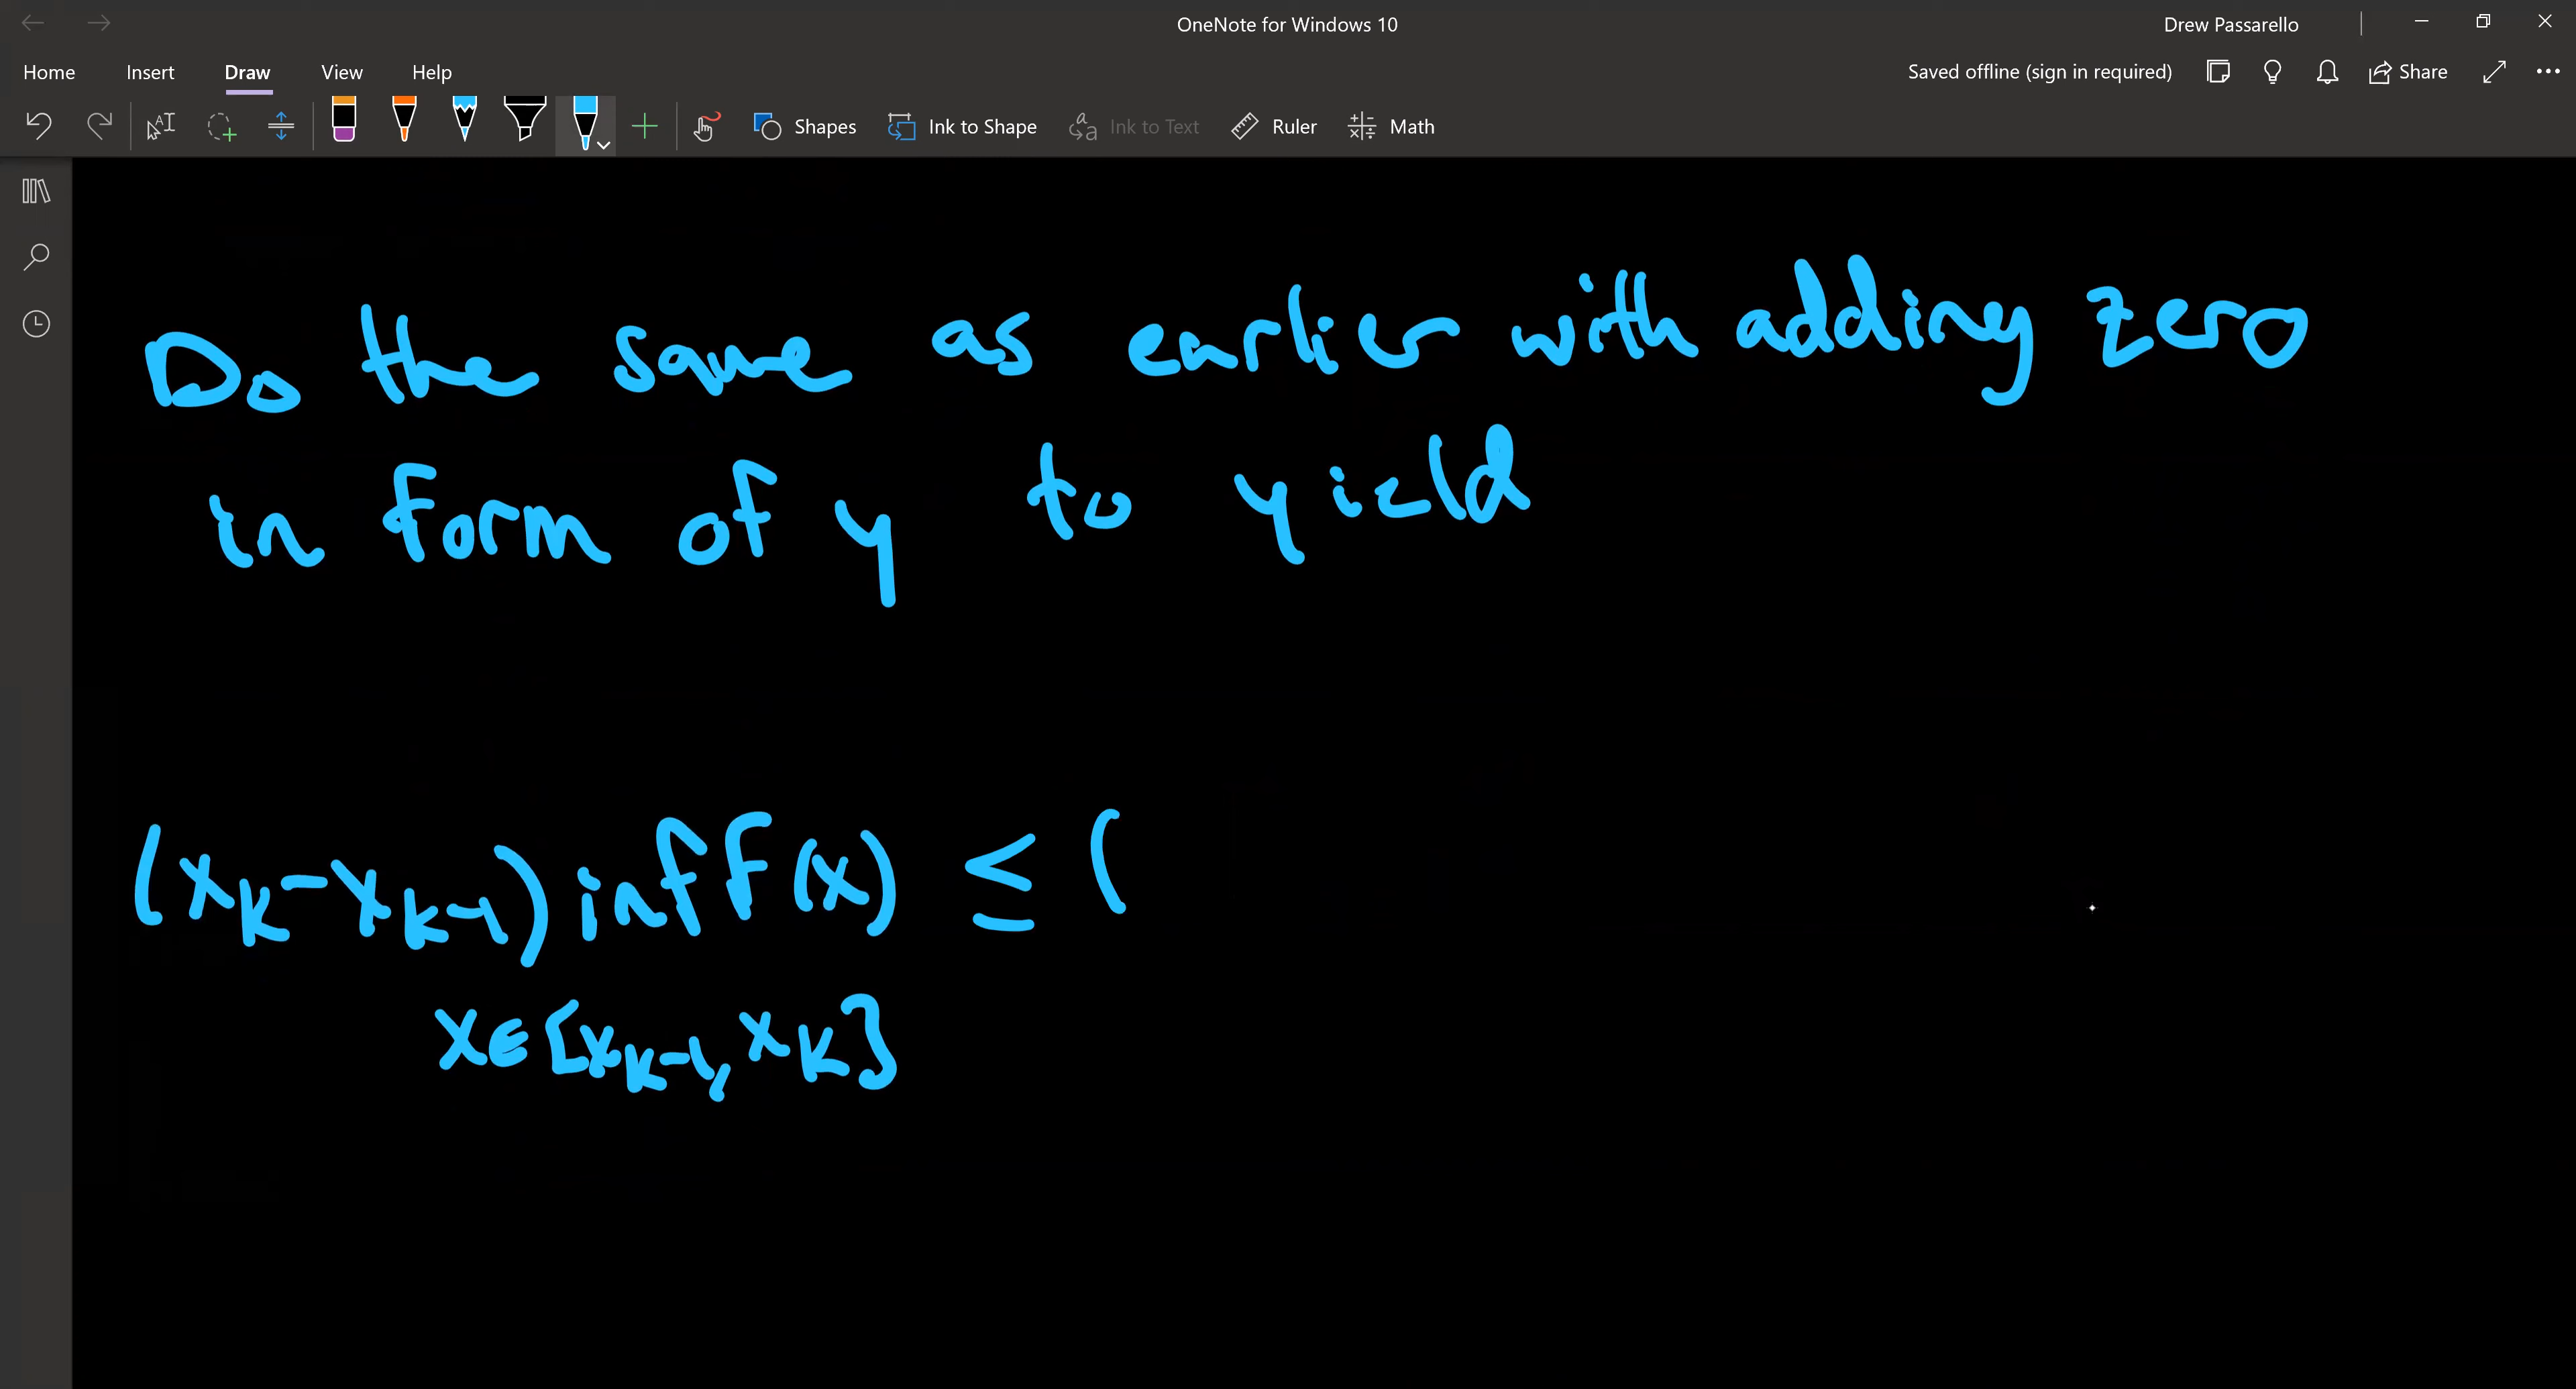 OneNote for Windows 10
Drew Passarello
Home Insert Draw View Help
Saved offline (sign in required) Share
Shapes Ink to Shape Ink to Text Ruler Math
Do the same as earlier with adding zero
in form of y to yield
(x_k-x_{k-1}) inf f(x) ≤ (
x∈[x_{k-1}, x_k]